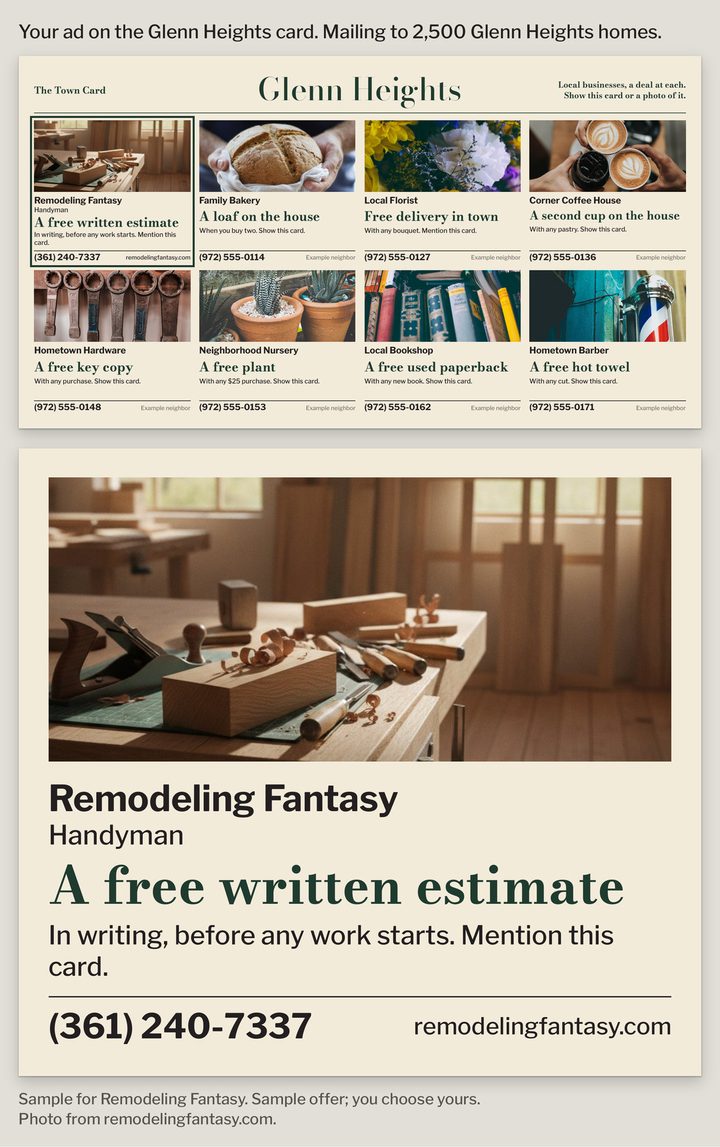 Your ad on the Glenn Heights card. Mailing to 2,500 Glenn Heights homes.
The Town Card
Glenn Heights
Local businesses, a deal at each.
Show this card or a photo of it.
Remodeling Fantasy
Handyman
A free written estimate
In writing, before any work starts. Mention this
card.
(361) 240-7337
remodelingfantasy.com
Family Bakery
A loaf on the house
When you buy two. Show this card.
(972) 555-0114
Example neighbor
Local Florist
Free delivery in town
With any bouquet. Mention this card.
(972) 555-0127
Example neighbor
Corner Coffee House
A second cup on the house
With any pastry. Show this card.
(972) 555-0136
Example neighbor
Hometown Hardware
A free key copy
With any purchase. Show this card.
(972) 555-0148
Example neighbor
Neighborhood Nursery
A free plant
With any $25 purchase. Show this card.
(972) 555-0153
Example neighbor
Local Bookshop
A free used paperback
With any new book. Show this card.
(972) 555-0162
Example neighbor
Hometown Barber
A free hot towel
With any cut. Show this card.
(972) 555-0171
Example neighbor
Remodeling Fantasy
Handyman
A free written estimate
In writing, before any work starts. Mention this
card.
(361) 240-7337
remodelingfantasy.com
Sample for Remodeling Fantasy. Sample offer; you choose yours.
Photo from remodelingfantasy.com.